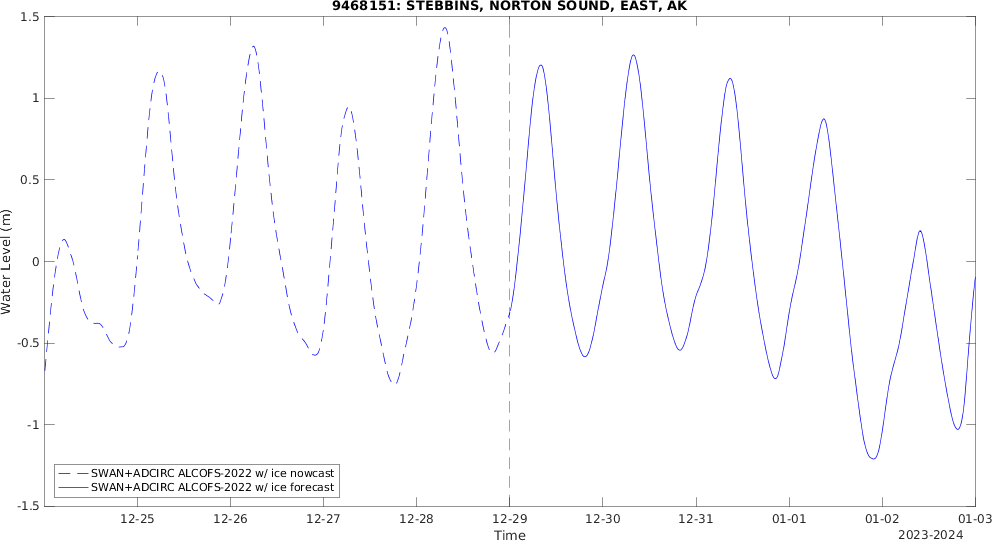 9468151: STEBBINS, NORTON SOUND, EAST, AK
1.5
1
0.5
0
-0.5
-1
-1.5
Water Level (m)
SWAN+ADCIRC ALCOFS-2022 w/ ice nowcast
SWAN+ADCIRC ALCOFS-2022 w/ ice forecast
12-25 12-26 12-27 12-28 12-29 12-30 12-31 01-01 01-02 01-03
Time
2023-2024